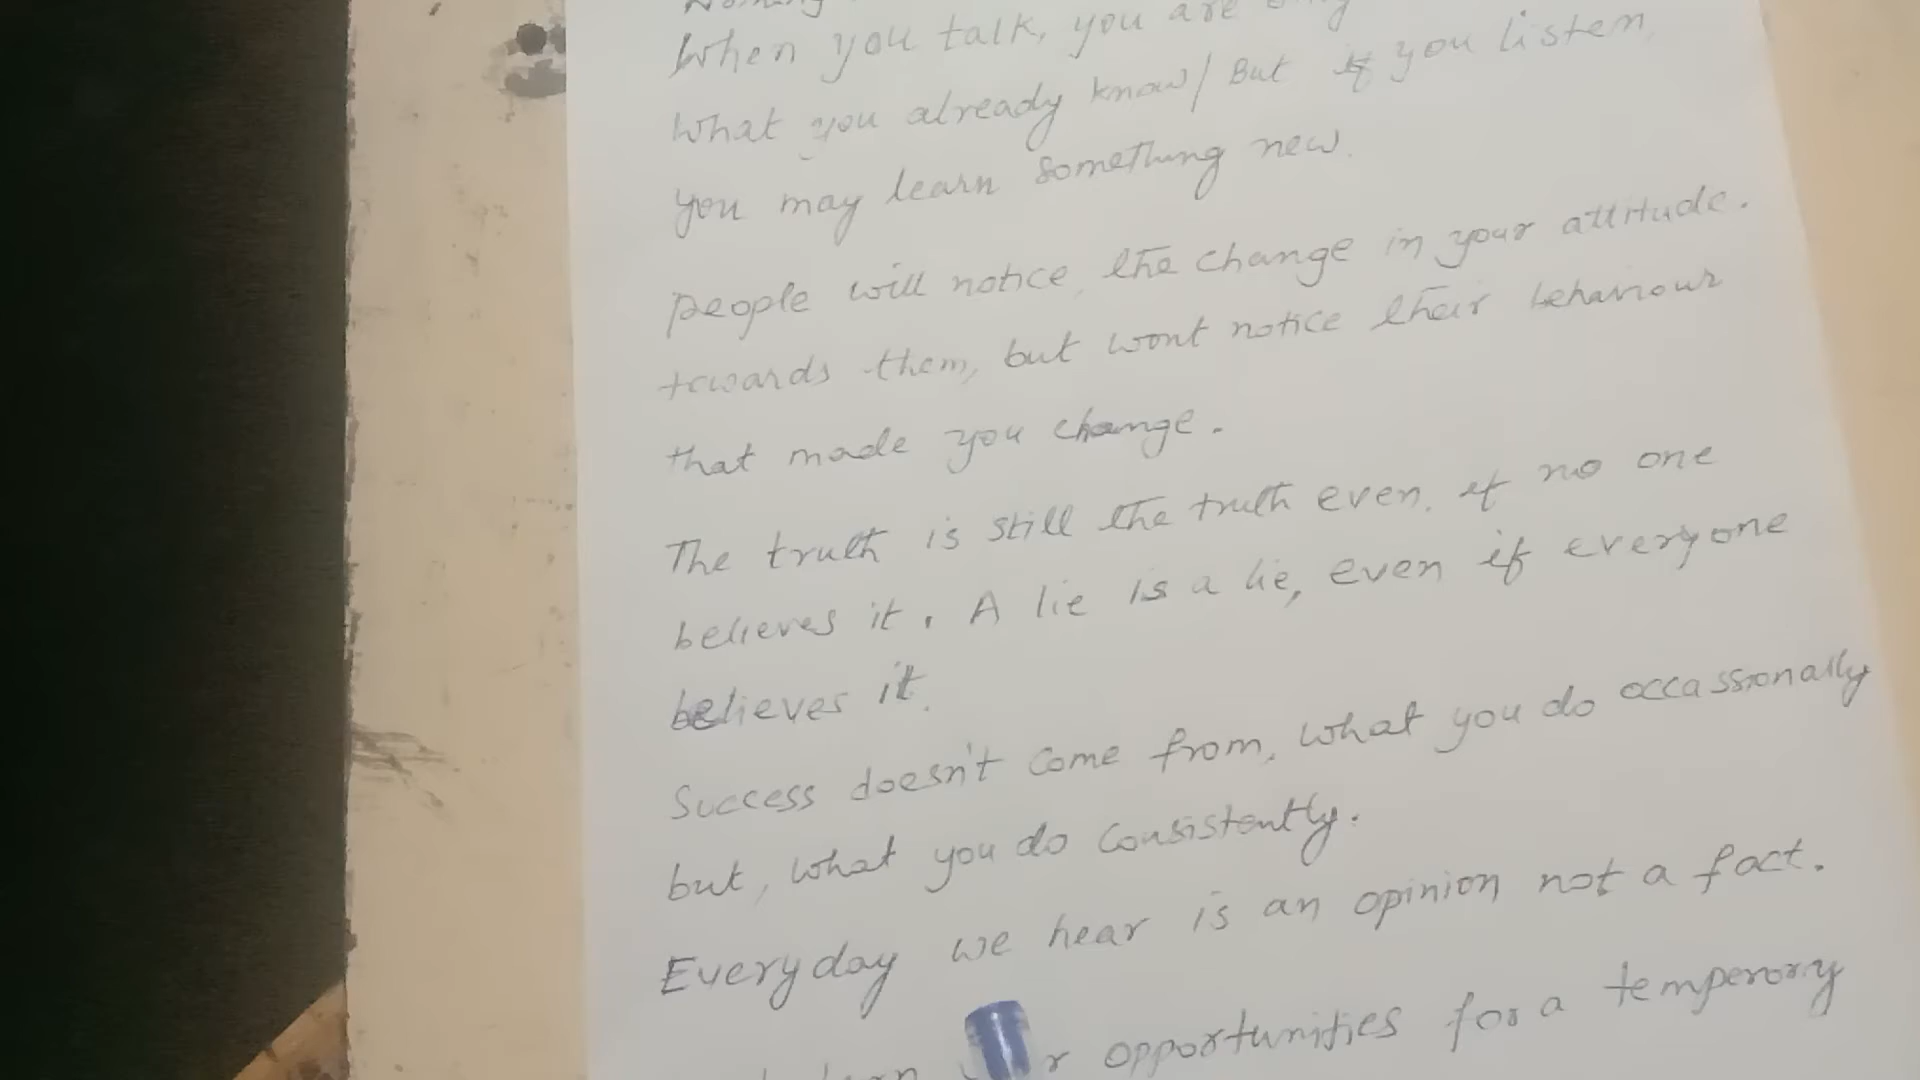 When you talk, you are
What you already know/ But if you listen,
you may learn something new.
people will notice, the change in your attitude.
towards them, but wont notice their behaviour
that made you change.
The truth is still the truth even, if no one
believes it. A lie is a lie, even if everyone
believes it.
Success doesn't come from, what you do occassionally
but, what you do consistently.
Everyday we hear is an opinion not a fact.
opportunities for a temperory